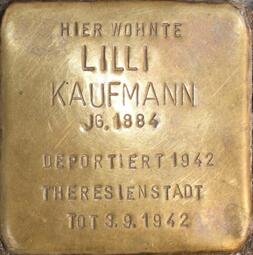 HIER WOHNTE
LILLI
KAUFMANN
JG. 1884
DEPORTIERT 1942
THERESIENSTADT
TOT 3.9.1942